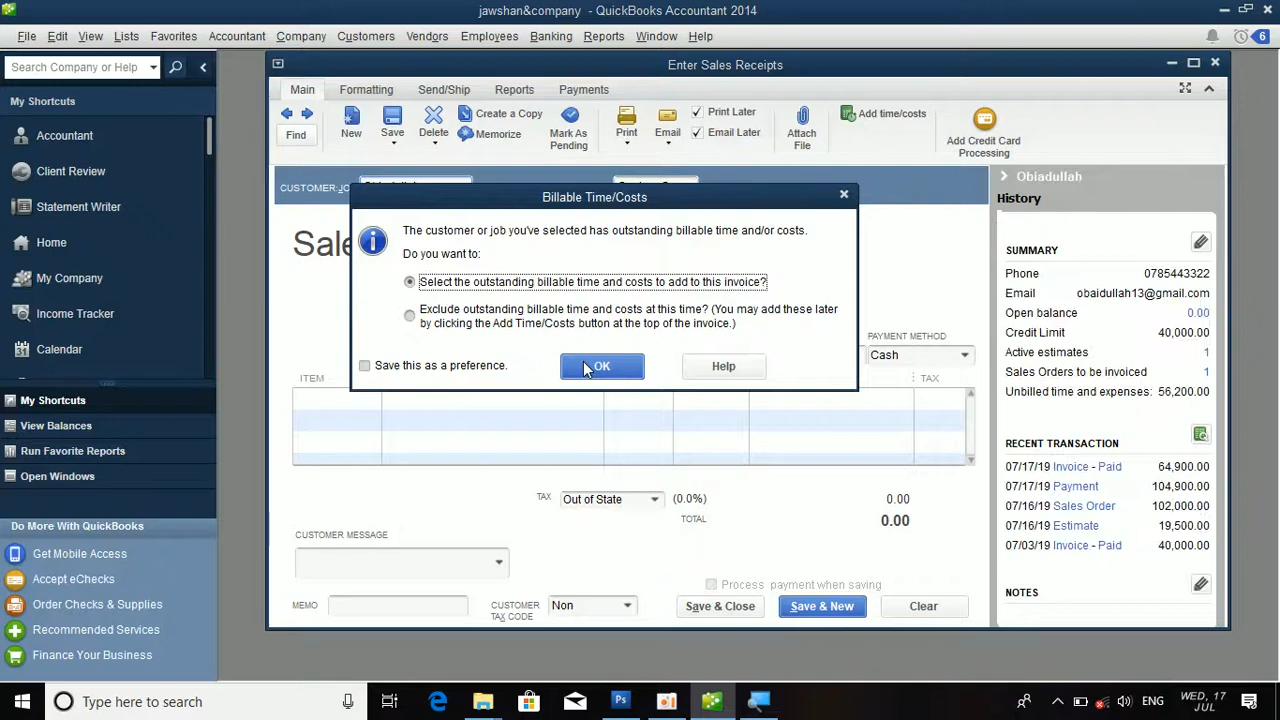 jawshan&company - QuickBooks Accountant 2014
File Edit View Lists Favorites Accountant Company Customers Vendors Employees Banking Reports Window Help
6
Search Company or Help
My Shortcuts
Accountant
Client Review
Statement Writer
Home
My Company
Income Tracker
Calendar
My Shortcuts
View Balances
Run Favorite Reports
Open Windows
Do More With QuickBooks
Get Mobile Access
Accept eChecks
Order Checks & Supplies
Recommended Services
Finance Your Business
Enter Sales Receipts
Main Formatting Send/Ship Reports Payments
Find
New
Save
Delete
Create a Copy
Memorize
Mark As
Pending
Print
Email
Print Later
Email Later
Attach
File
Add time/costs
Add Credit Card
Processing
CUSTOMER:JO
Sale
Billable Time/Costs
The customer or job you've selected has outstanding billable time and/or costs.
Do you want to:
Select the outstanding billable time and costs to add to this invoice?
Exclude outstanding billable time and costs at this time? (You may add these later
by clicking the Add Time/Costs button at the top of the invoice.)
Save this as a preference.
OK
Help
PAYMENT METHOD
Cash
ITEM
TAX
TAX Out of State (0.0%) 0.00
TOTAL 0.00
CUSTOMER MESSAGE
Process payment when saving
MEMO
CUSTOMER
TAX CODE
Non
Save & Close
Save & New
Clear
Obiadullah
History
SUMMARY
Phone 0785443322
Email obaidullah13@gmail.com
Open balance 0.00
Credit Limit 40,000.00
Active estimates 1
Sales Orders to be invoiced 1
Unbilled time and expenses: 56,200.00
RECENT TRANSACTION
07/17/19 Invoice - Paid 64,900.00
07/17/19 Payment 104,900.00
07/16/19 Sales Order 102,000.00
07/16/19 Estimate 19,500.00
07/03/19 Invoice - Paid 40,000.00
NOTES
Type here to search
Ps
ENG
WED, 17
JUL